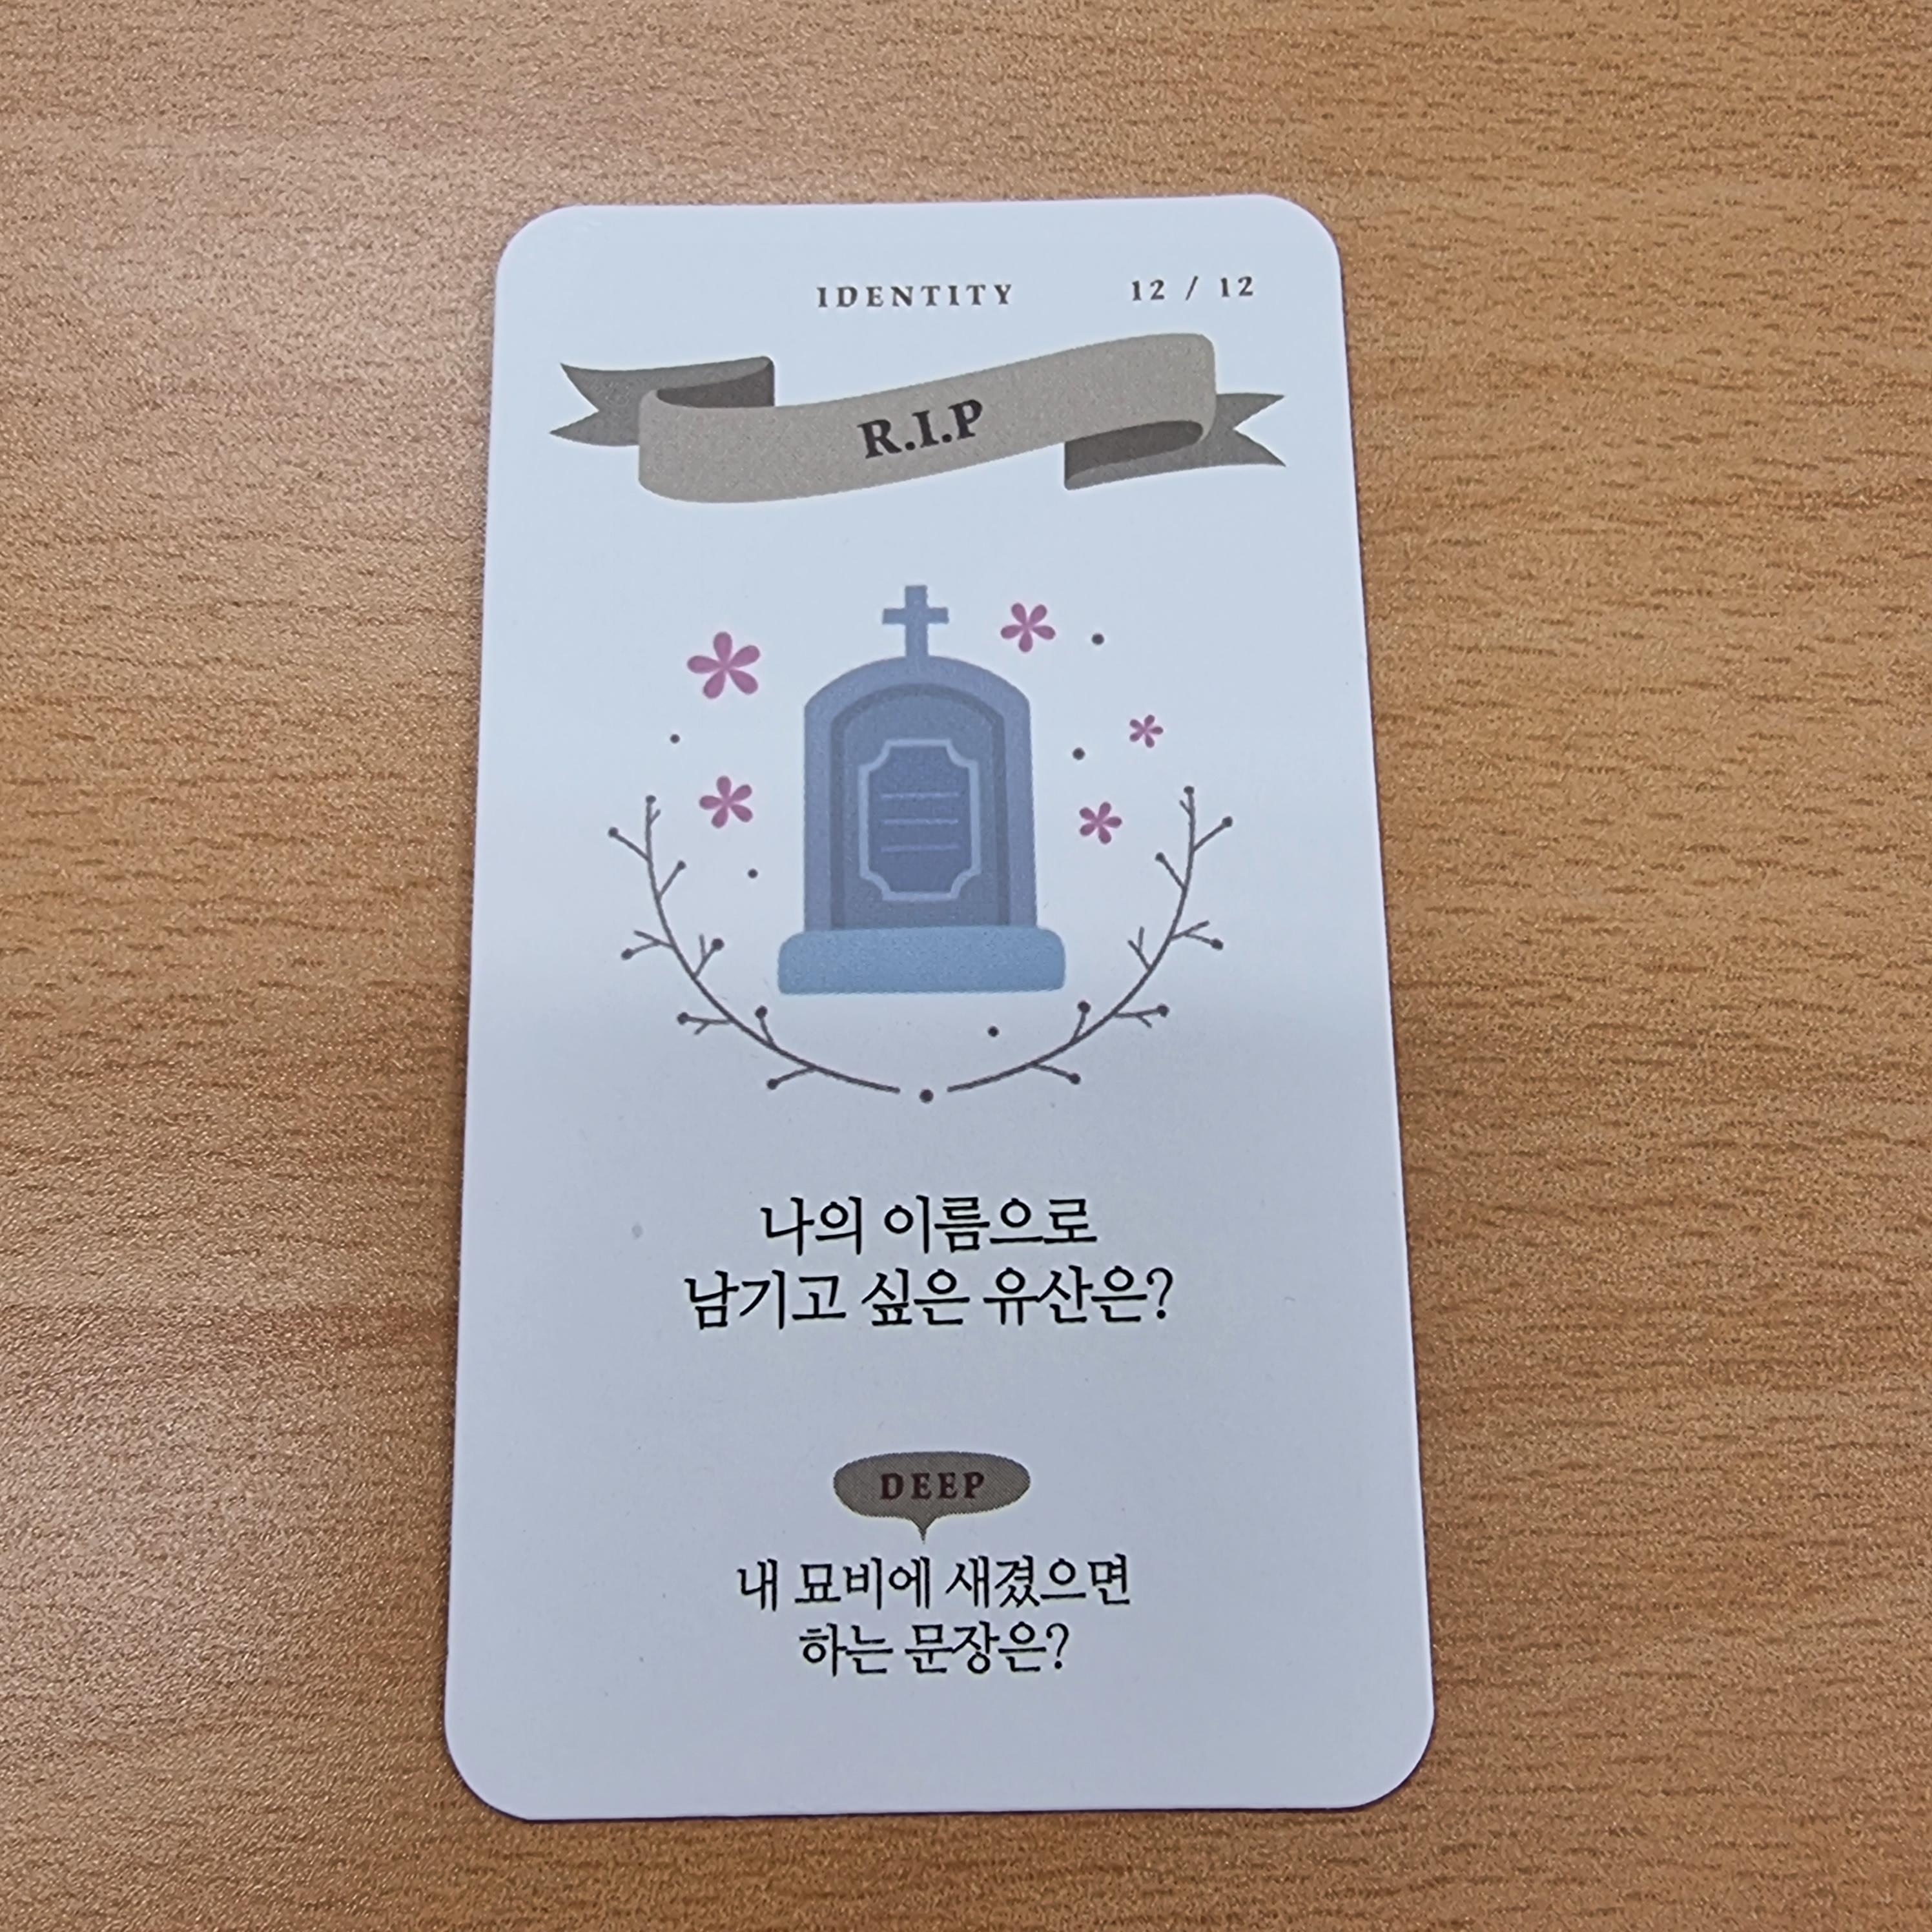 IDENTITY 12 / 12
R.I.P
나의 이름으로
남기고 싶은 유산은?
DEEP
내 묘비에 새겼으면
하는 문장은?